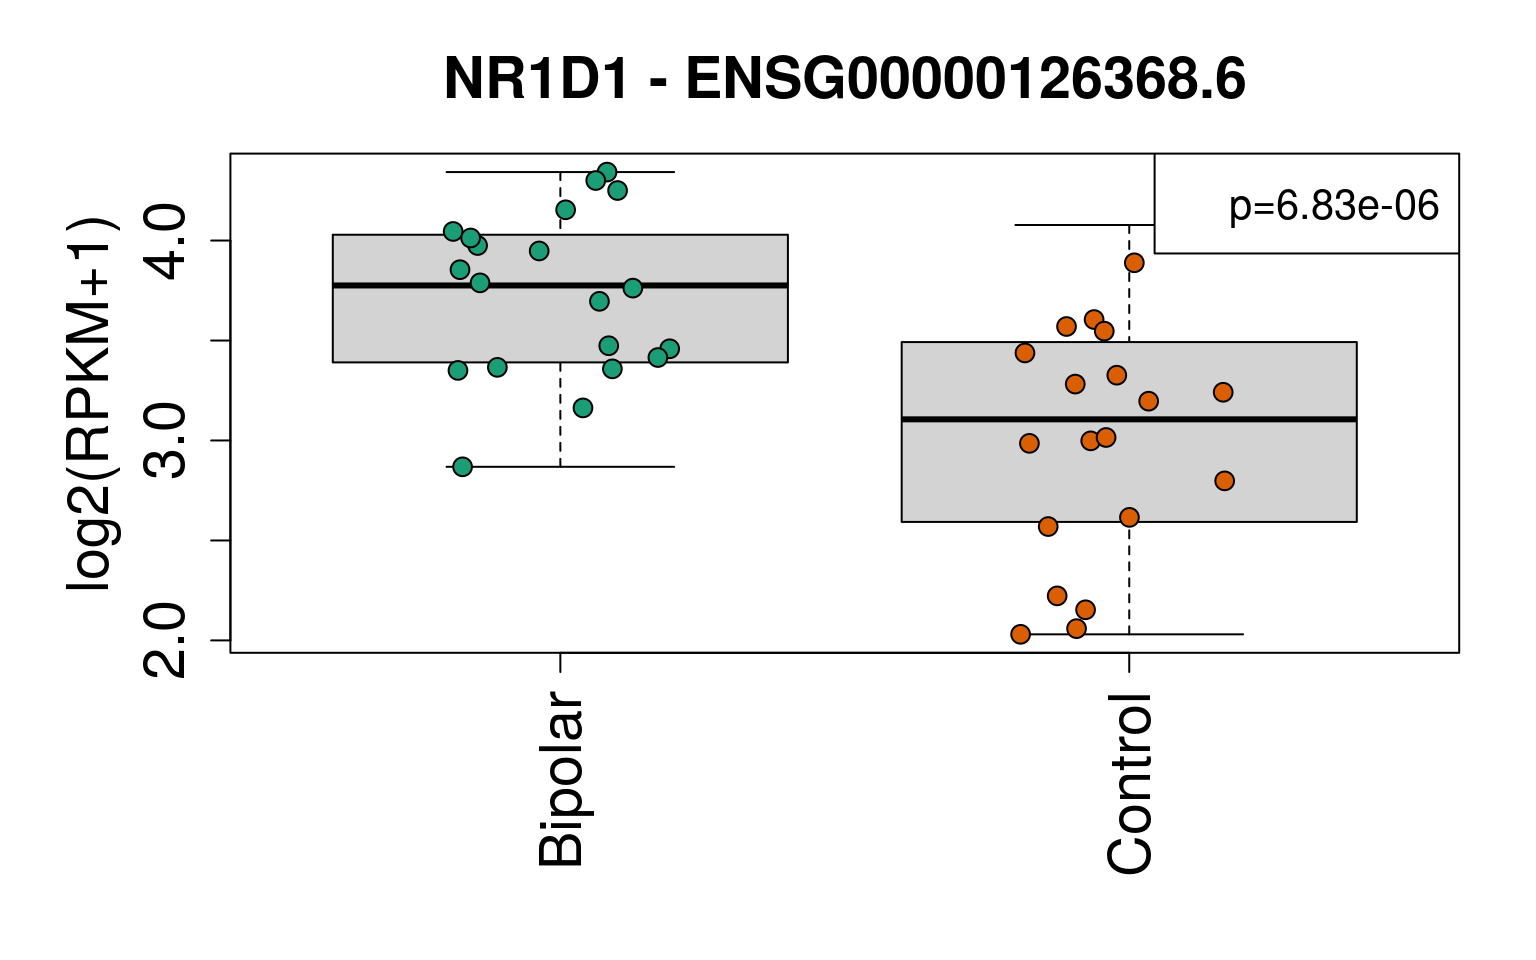 NR1D1 - ENSG00000126368.6
p=6.83e-06
log2(RPKM+1)
4.0
3.0
2.0
Bipolar
Control